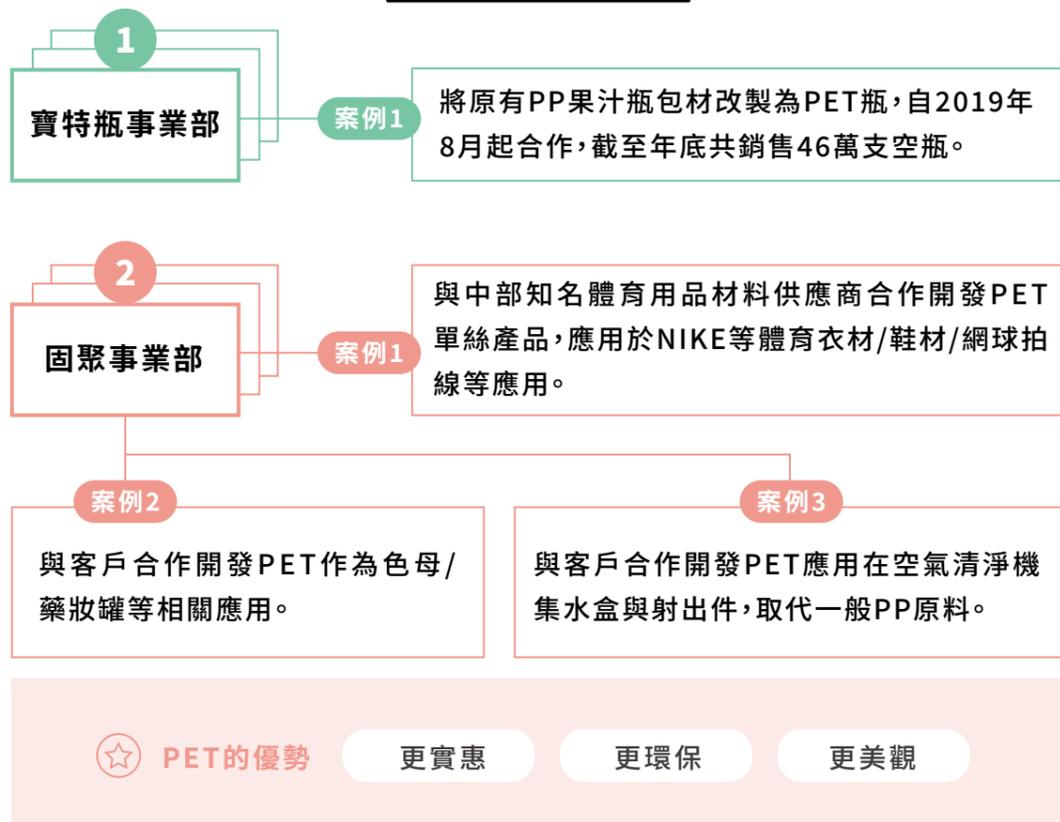 1
寶特瓶事業部
案例1
將原有PP果汁瓶包材改製為PET瓶，自2019年
8月起合作，截至年底共銷售46萬支空瓶。
2
固聚事業部
案例1
與中部知名體育用品材料供應商合作開發PET
單絲產品，應用於NIKE等體育衣材/鞋材/網球拍
線等應用。
案例2
與客戶合作開發PET作為色母/
藥妝罐等相關應用。
案例3
與客戶合作開發PET應用在空氣清淨機
集水盒與射出件，取代一般PP原料。
PET的優勢
更實惠
更環保
更美觀